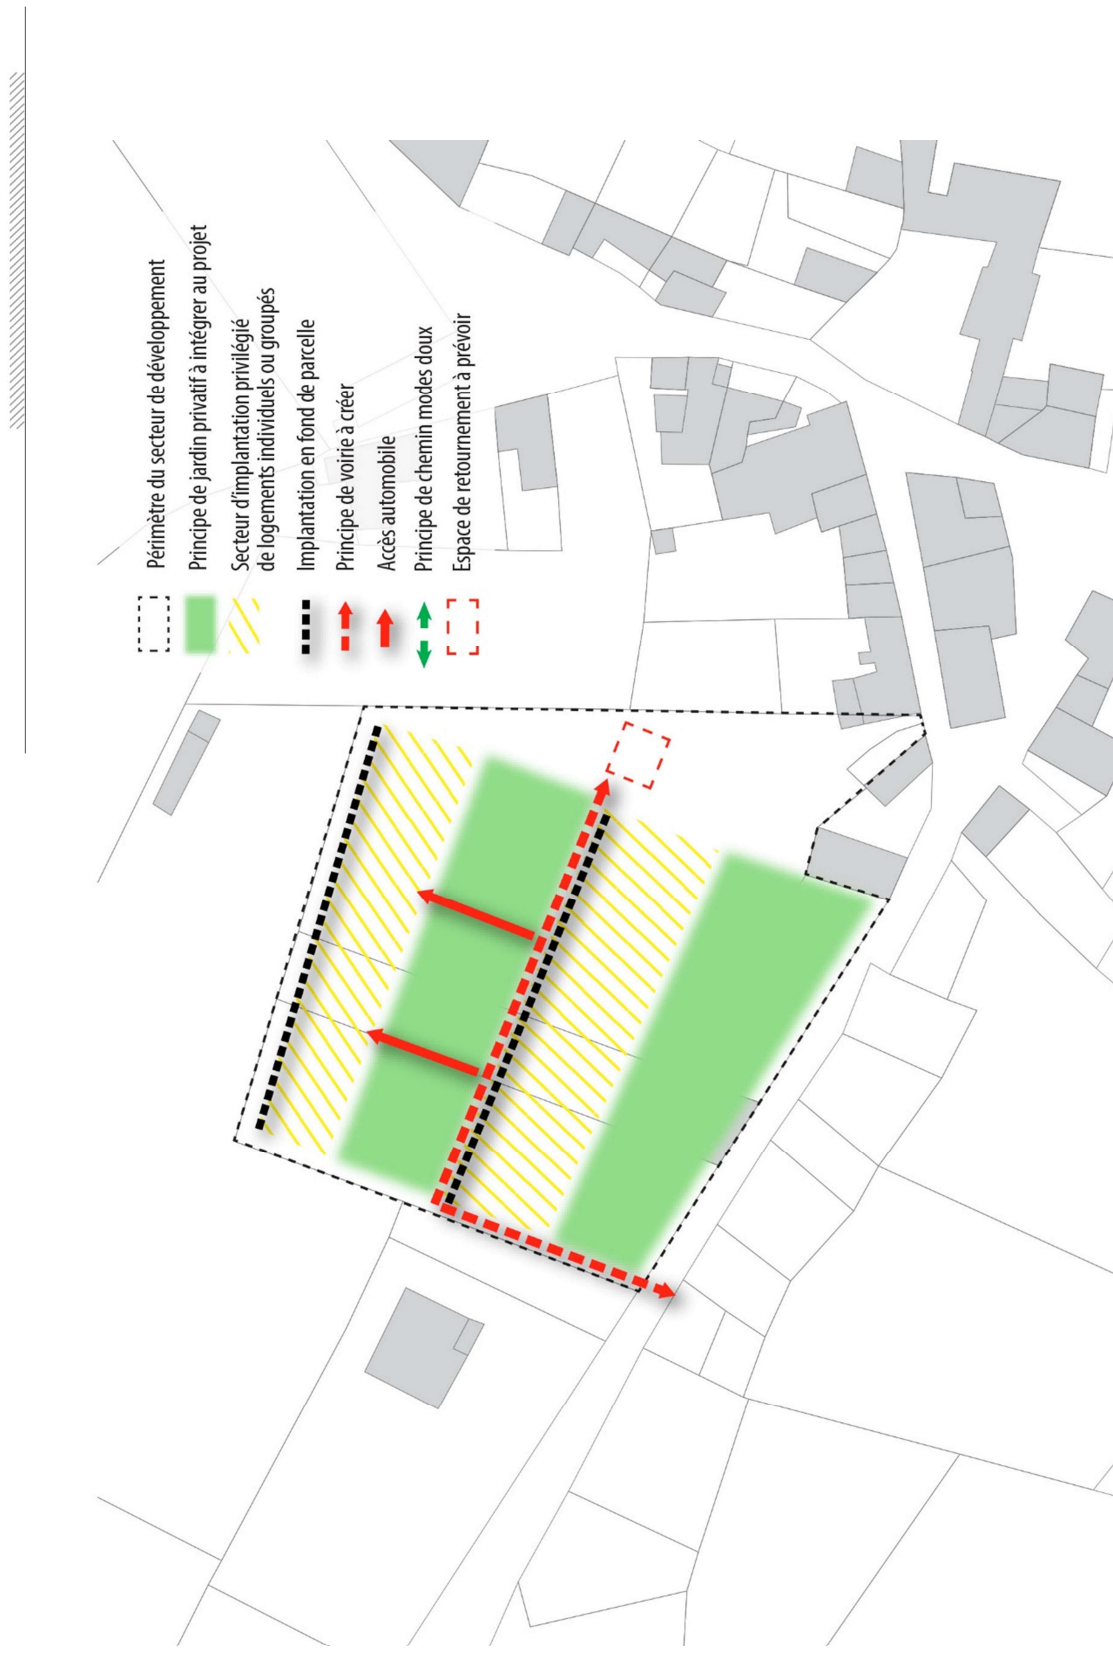 Périmètre du secteur de développement
Principe de jardin privatif à intégrer au projet
Secteur d'implantation privilégié
de logements individuels ou groupés
Implantation en fond de parcelle
Principe de voirie à créer
Accès automobile
Principe de chemin modes doux
Espace de retournement à prévoir